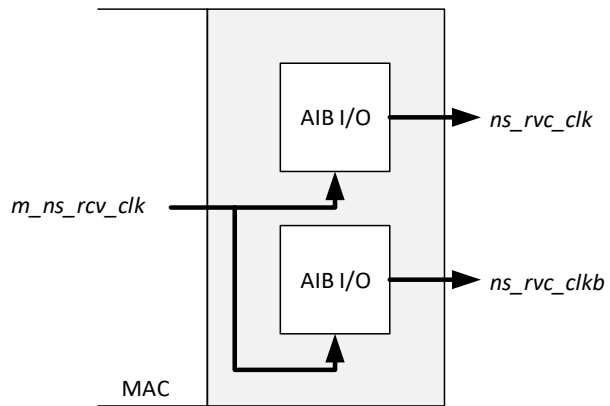 AIB I/O
ns_rvc_clk
m_ns_rcv_clk
AIB I/O
ns_rvc_clkb
MAC